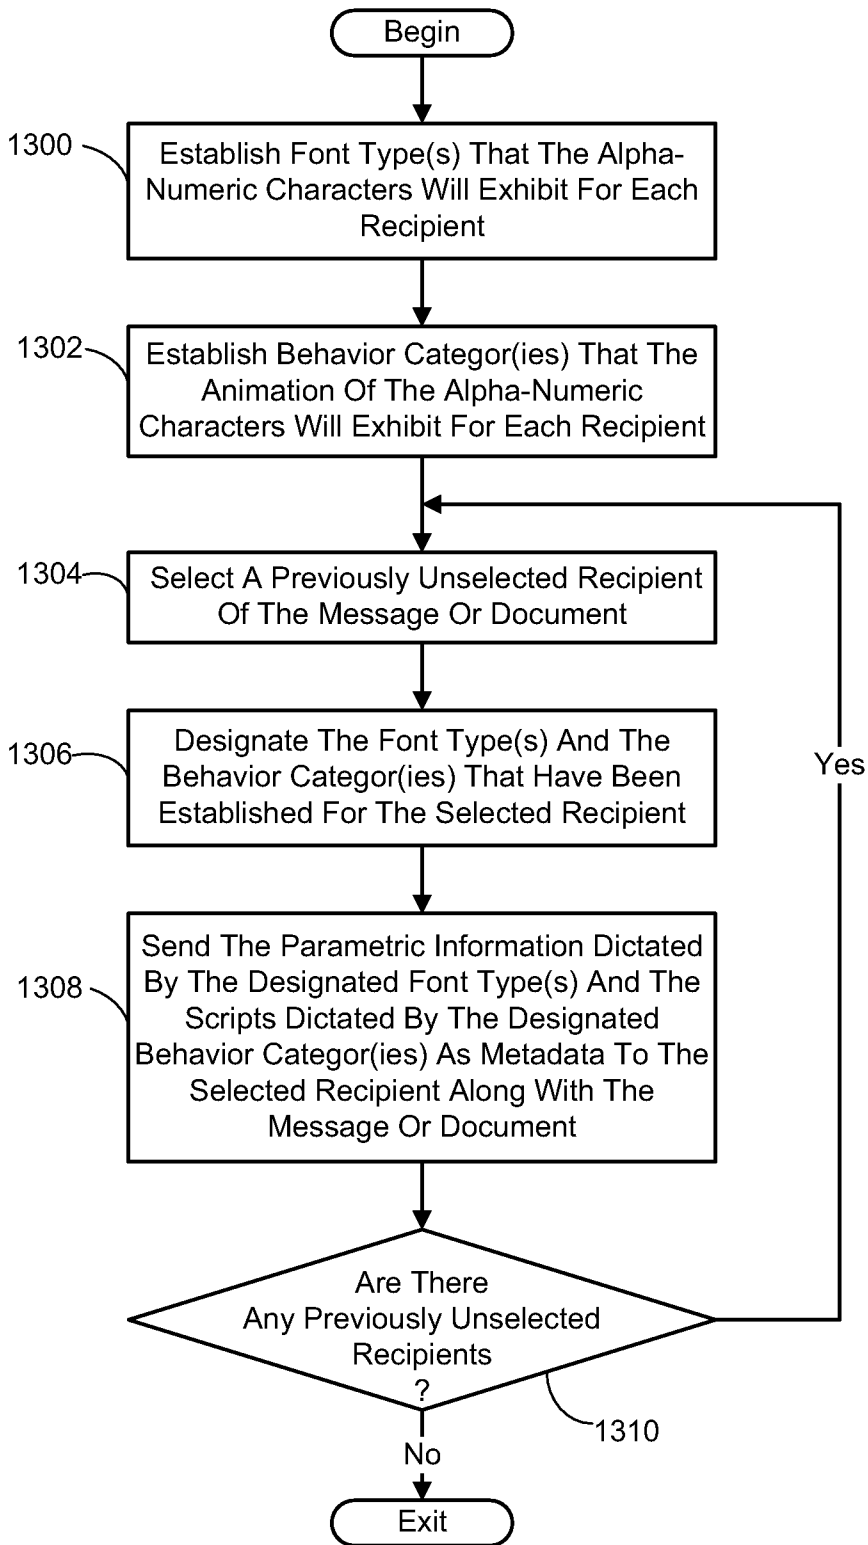 Begin
1300
Establish Font Type(s) That The Alpha-
Numeric Characters Will Exhibit For Each
Recipient
1302
Establish Behavior Categor(ies) That The
Animation Of The Alpha-Numeric
Characters Will Exhibit For Each Recipient
1304
Select A Previously Unselected Recipient
Of The Message Or Document
1306
Designate The Font Type(s) And The
Behavior Categor(ies) That Have Been
Established For The Selected Recipient
Yes
1308
Send The Parametric Information Dictated
By The Designated Font Type(s) And The
Scripts Dictated By The Designated
Behavior Categor(ies) As Metadata To The
Selected Recipient Along With The
Message Or Document
Are There
Any Previously Unselected
Recipients
?
1310
No
Exit